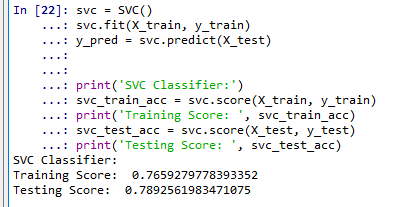 In [22]: svc = SVC()
...: svc.fit(X_train, y_train)
...: y_pred = svc.predict(X_test)
...:
...:
...: print('SVC Classifier:')
...: svc_train_acc = svc.score(X_train, y_train)
...: print('Training Score: ', svc_train_acc)
...: svc_test_acc = svc.score(X_test, y_test)
...: print('Testing Score: ', svc_test_acc)
SVC Classifier:
Training Score:  0.7659279778393352
Testing Score:  0.7892561983471075